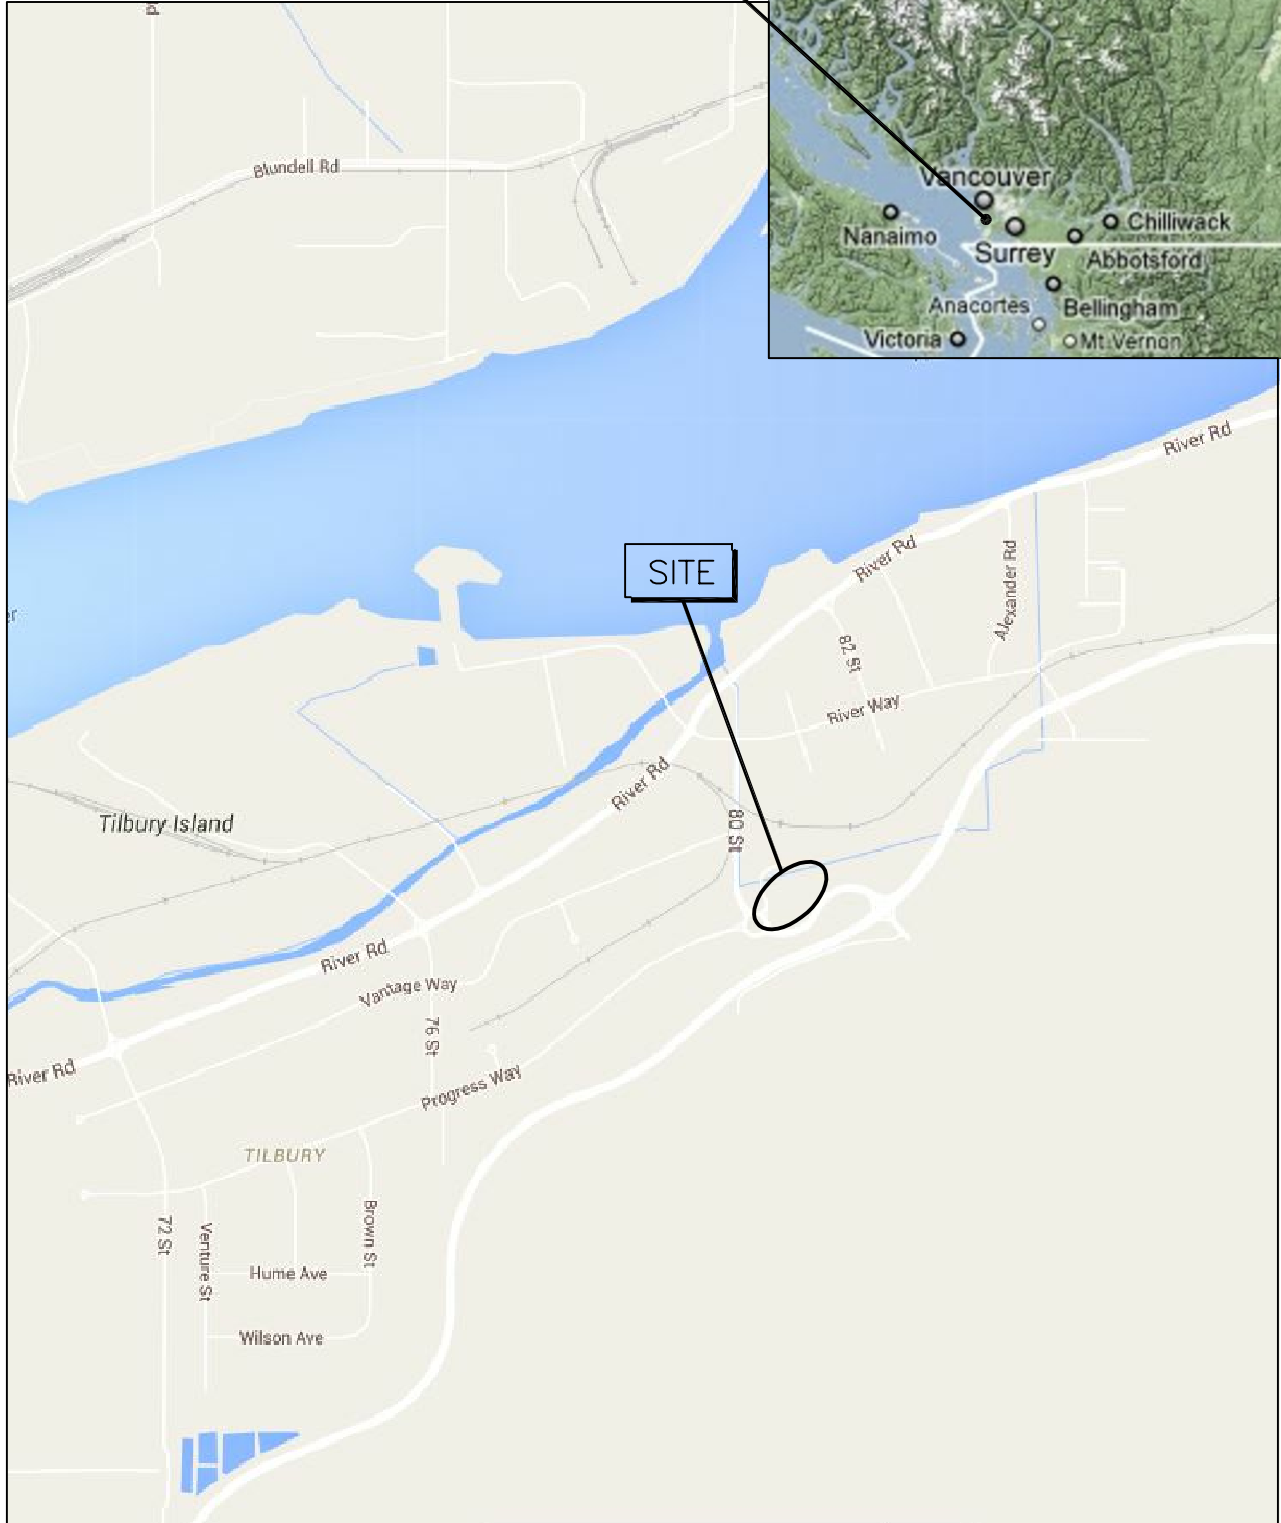 Blundell Rd
Vancouver
Nanaimo
Chilliwack
Surrey
Abbotsford
Anacortes
Bellingham
Victoria
Mt Vernon
River Rd
SITE
River Rd
Alexander Rd
82 St
River Way
River Rd
80 St
Tilbury Island
River Rd
Vantage Way
76 St
River Rd
Progress Way
TILBURY
72 St
Venture St
Brown St
Hume Ave
Wilson Ave